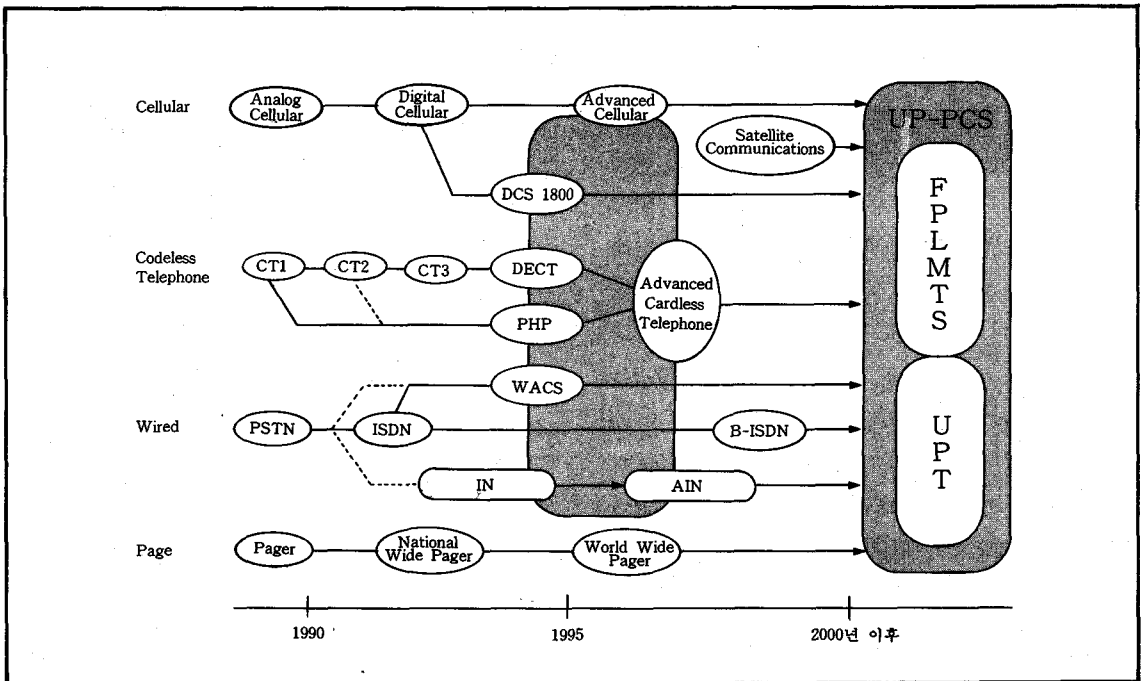 Cellular
Analog
Cellular
Digital
Cellular
Advanced
Cellular
Satellite
Communications
UP-PCS
DCS 1800
FPLMTS
Codeless
Telephone
CT1
CT2
CT3
DECT
Advanced
Cardless
Telephone
PHP
WACS
Wired
PSTN
ISDN
B-ISDN
UPT
IN
AIN
Page
Pager
National
Wide Pager
World Wide
Pager
1990
1995
2000년 이후